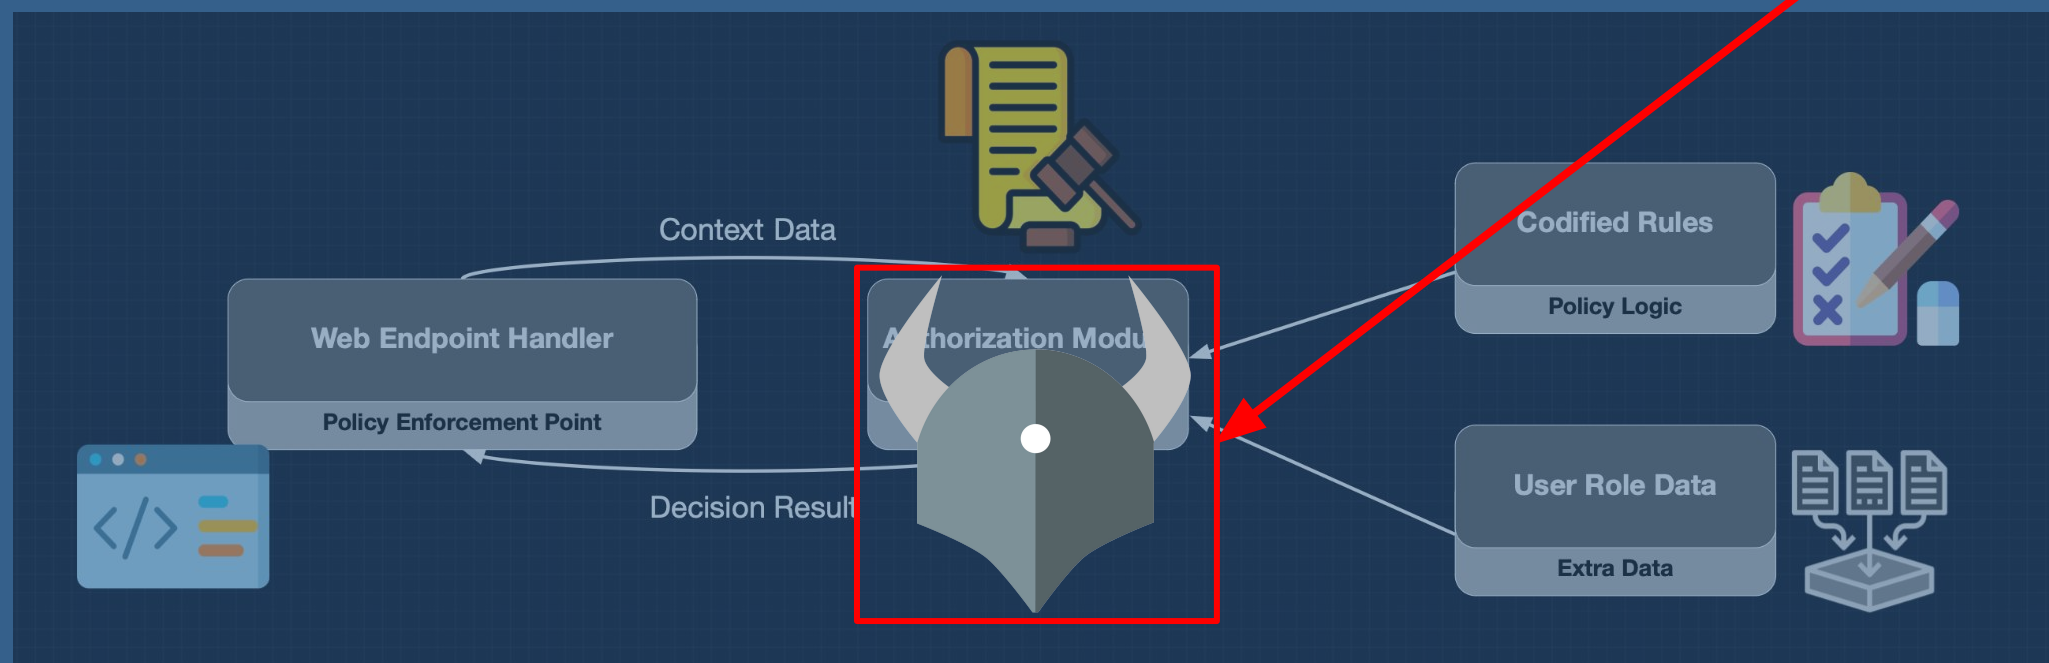 Context Data
Codified Rules
Policy Logic
Web Endpoint Handler
Policy Enforcement Point
Decision Result
User Role Data
Extra Data